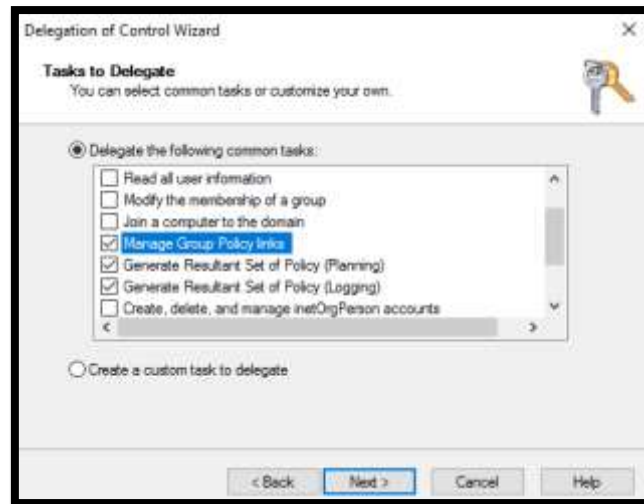 Delegation of Control Wizard
Tasks to Delegate
You can select common tasks or customize your own.
Delegate the following common tasks:
Read all user information
Modify the membership of a group
Join a computer to the domain
Manage Group Policy links
Generate Resultant Set of Policy (Planning)
Generate Resultant Set of Policy (Logging)
Create, delete, and manage inetOrgPerson accounts
Create a custom task to delegate
< Back Next > Cancel Help